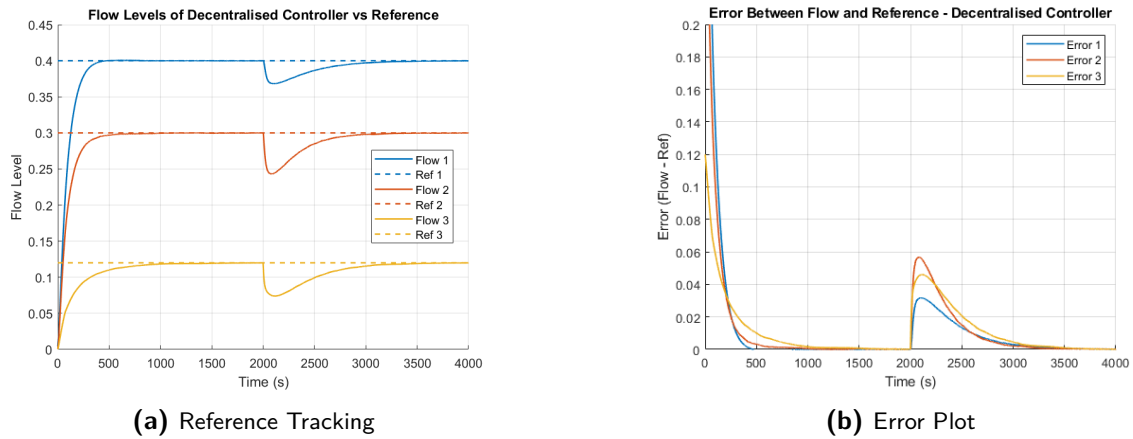 Flow Levels of Decentralised Controller vs Reference
0.45
0.4
0.35
0.3
0.25
0.2
0.15
0.12
0.1
0.05
0
Flow Level
Flow 1
Ref 1
Flow 2
Ref 2
Flow 3
Ref 3
0 500 1000 1500 2000 2500 3000 3500 4000
Time (s)
(a) Reference Tracking
Error Between Flow and Reference - Decentralised Controller
0.2
0.18
0.16
0.14
0.12
0.1
0.08
0.06
0.04
0.02
0
Error (Flow - Ref)
Error 1
Error 2
Error 3
0 500 1000 1500 2000 2500 3000 3500 4000
Time (s)
(b) Error Plot